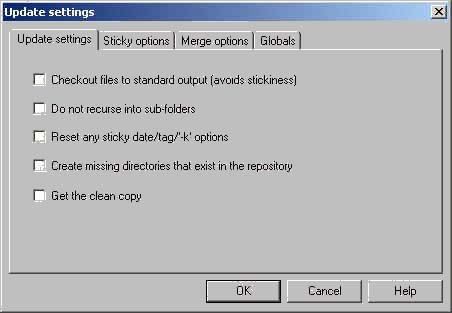 Update settings
Update settings Sticky options Merge options Globals
Checkout files to standard output (avoids stickiness)
Do not recurse into sub-folders
Reset any sticky date/tag/'-k' options
Create missing directories that exist in the repository
Get the clean copy
OK Cancel Help